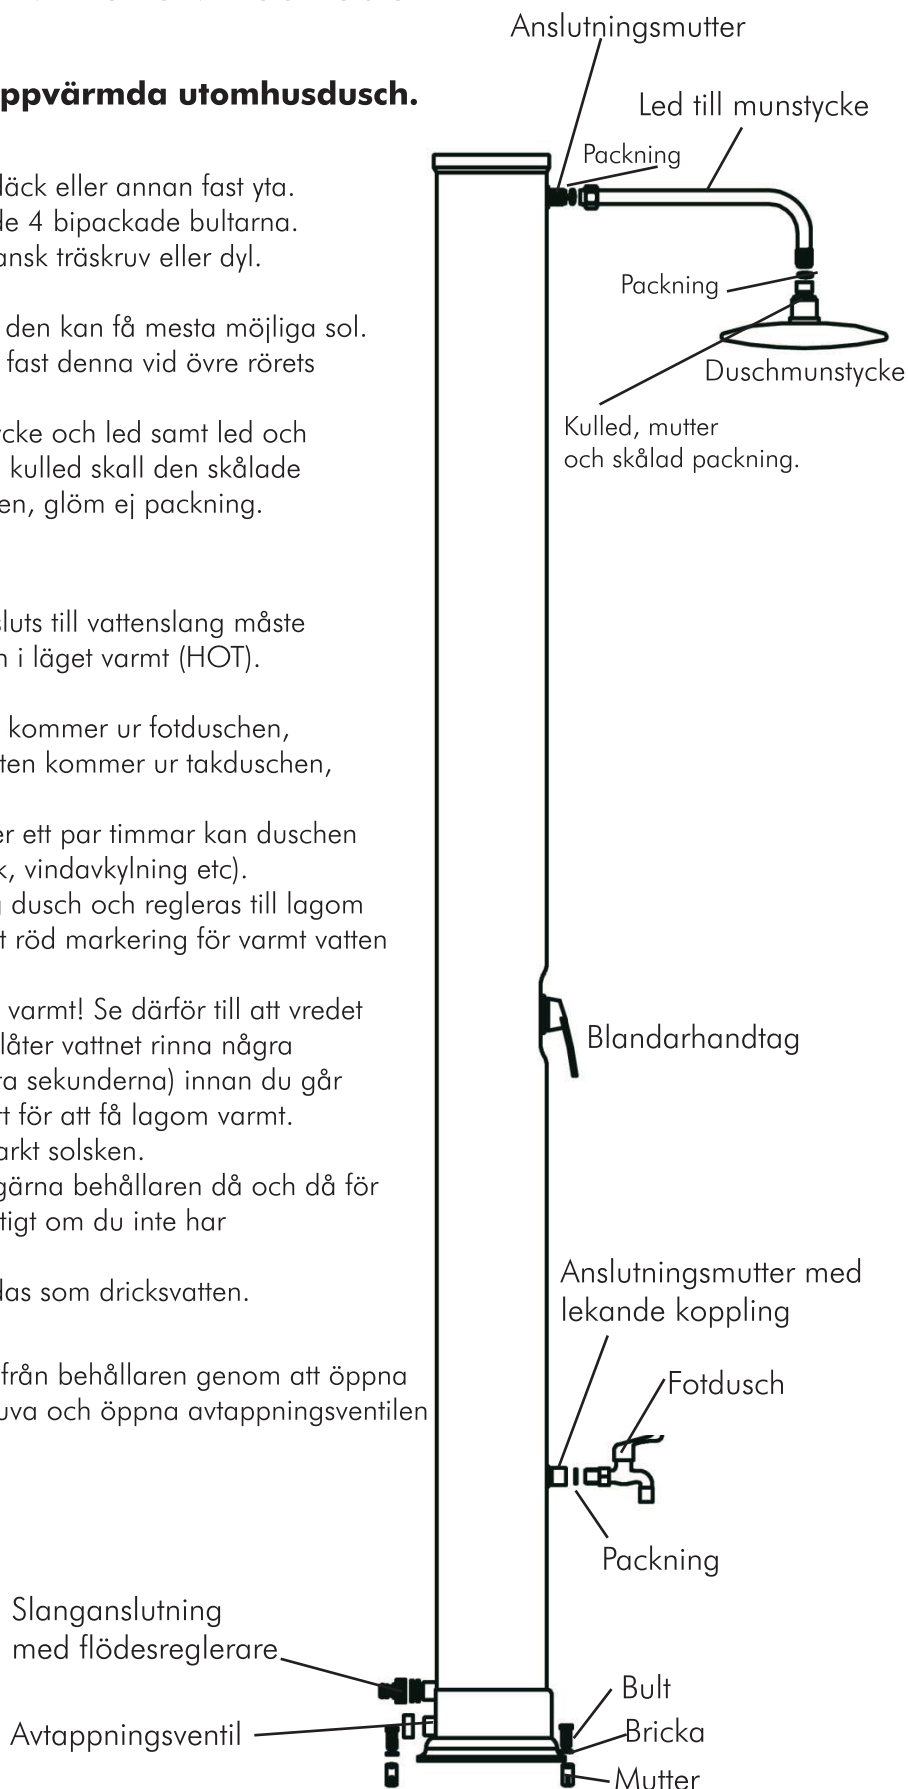 ppvärmda utomhusdusch.
läck eller annan fast yta.
de 4 bipackade bultarna.
ansk träskruv eller dyl.
den kan få mesta möjliga sol.
fast denna vid övre rörets
cke och led samt led och
kulled skall den skålade
en, glöm ej packning.
sluts till vattenslang måste
n i läget varmt (HOT).
kommer ur fotduschen,
ten kommer ur takduschen,
er ett par timmar kan duschen
k, vindavkylning etc).
g dusch och regleras till lagom
t röd markering för varmt vatten
varmt! Se därför till att vredet
låter vattnet rinna några
ta sekunderna) innan du går
tt för att få lagom varmt.
arkt solsken.
gärna behållaren då och då för
tigt om du inte har
das som dricksvatten.
från behållaren genom att öppna
uva och öppna avtappningsventilen
Anslutningsmutter
Led till munstycke
Packning
Packning
Duschmunstycke
Kulled, mutter
och skålad packning.
Blandarhandtag
Anslutningsmutter med
lekande koppling
Fotdusch
Packning
Slanganslutning
med flödesreglerare
Avtappningsventil
Bult
Bricka
Mutter